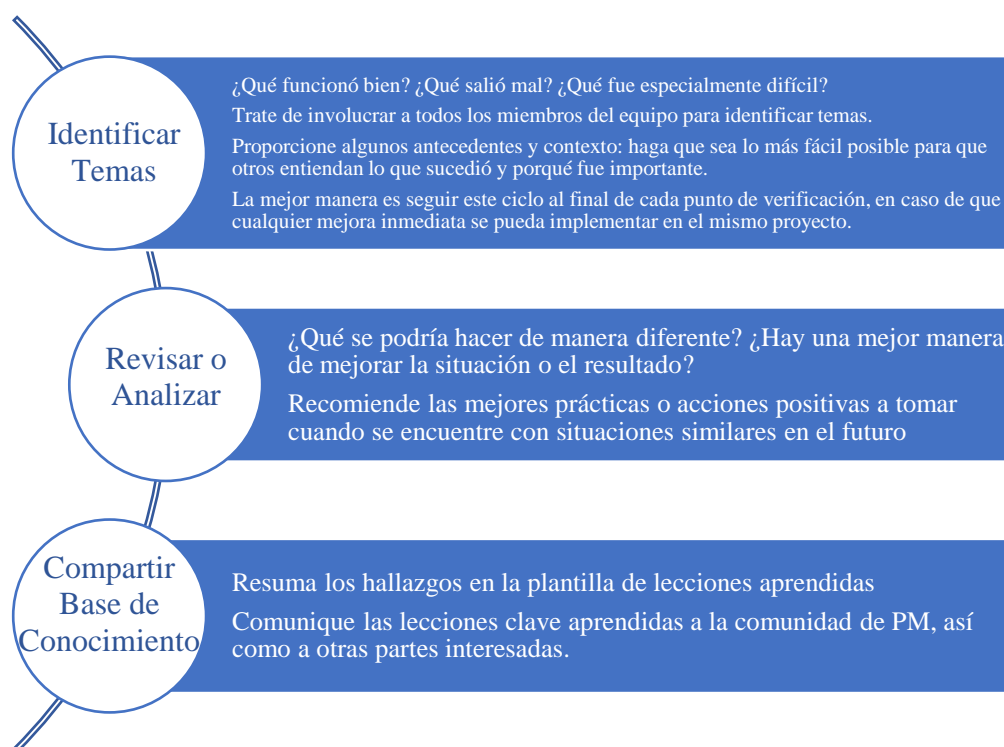 Identificar
Temas
¿Qué funcionó bien? ¿Qué salió mal? ¿Qué fue especialmente difícil?
Trate de involucrar a todos los miembros del equipo para identificar temas.
Proporcione algunos antecedentes y contexto: haga que sea lo más fácil posible para que
otros entiendan lo que sucedió y porqué fue importante.
La mejor manera es seguir este ciclo al final de cada punto de verificación, en caso de que
cualquier mejora inmediata se pueda implementar en el mismo proyecto.
Revisar o
Analizar
¿Qué se podría hacer de manera diferente? ¿Hay una mejor manera
de mejorar la situación o el resultado?
Recomiende las mejores prácticas o acciones positivas a tomar
cuando se encuentre con situaciones similares en el futuro
Compartir
Base de
Conocimiento
Resuma los hallazgos en la plantilla de lecciones aprendidas
Comunique las lecciones clave aprendidas a la comunidad de PM, así
como a otras partes interesadas.